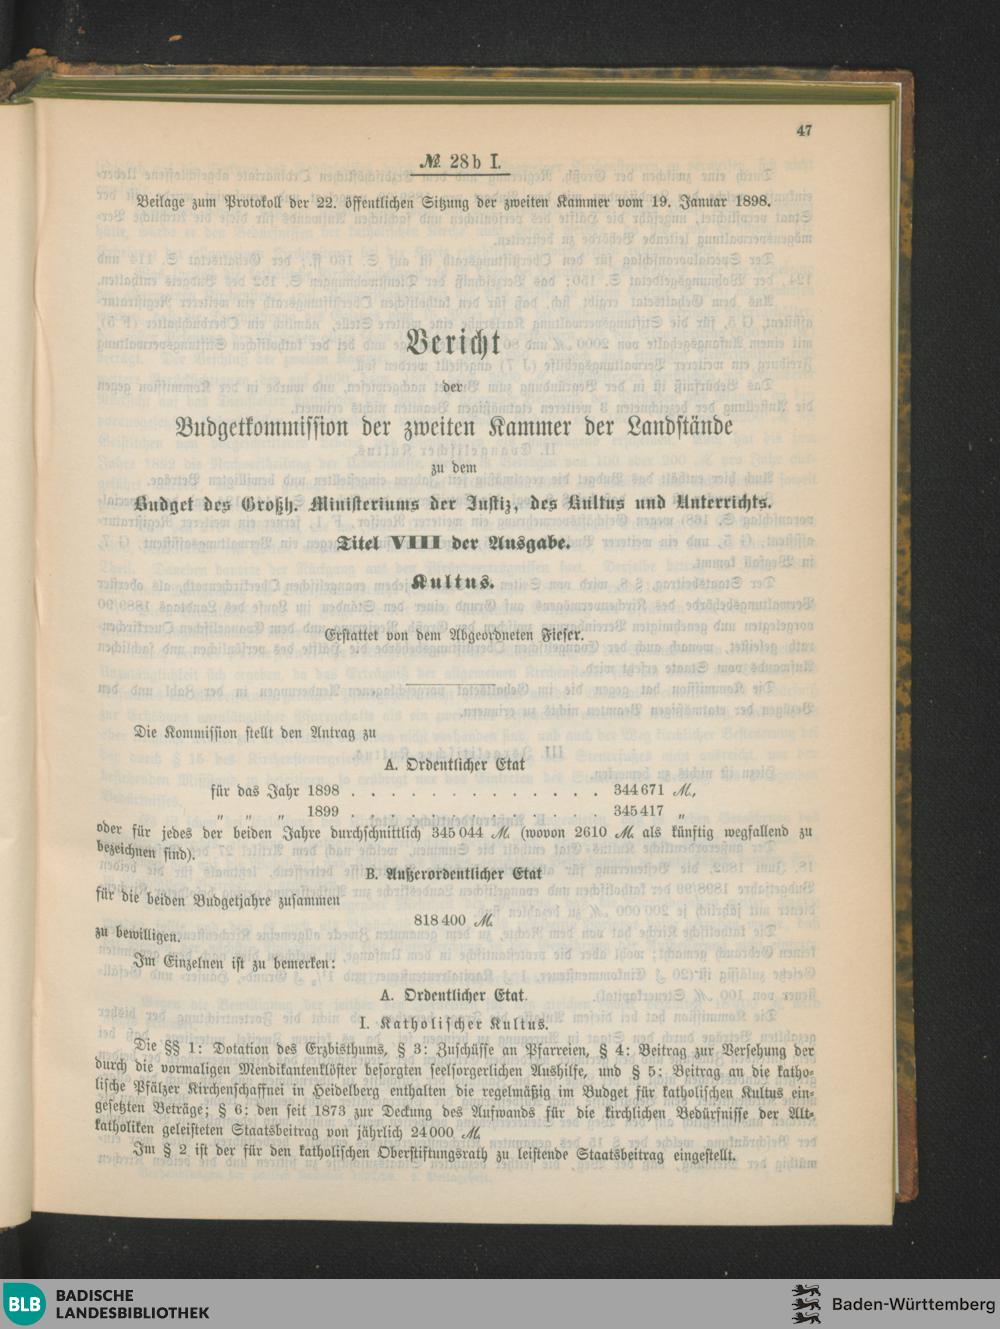 47
№ 28b I.
Beilage zum Protokoll der 22. öffentlichen Sitzung der zweiten Kammer vom 19. Januar 1898.
Bericht
der
Budgetkommission der zweiten Kammer der Landstände
zu dem
Budget des Großh. Ministeriums der Justiz, des Kultus und Unterrichts.
Titel VIII der Ausgabe.
Kultus.
Erstattet von dem Abgeordneten Fieser.
Die Kommission stellt den Antrag zu
A. Ordentlicher Etat
für das Jahr 1898 . . . . . . . . . . . . . 344 671 ℳ,
„ „ „ 1899 . . . . . . . . . . . . . 345 417 „
oder für jedes der beiden Jahre durchschnittlich 345 044 ℳ (wovon 2610 ℳ als künftig wegfallend zu
bezeichnen sind).
B. Außerordentlicher Etat
für die beiden Budgetjahre zusammen
818 400 ℳ
zu bewilligen.
Im Einzelnen ist zu bemerken:
A. Ordentlicher Etat.
I. Katholischer Kultus.
Die §§ 1: Dotation des Erzbisthums, § 3: Zuschüsse an Pfarreien, § 4: Beitrag zur Versehung der
durch die vormaligen Mendikantenklöster besorgten seelsorgerlichen Aushilfe, und § 5: Beitrag an die katho-
lische Pfälzer Kirchenschaffnei in Heidelberg enthalten die regelmäßig im Budget für katholischen Kultus ein-
gesetzten Beträge; § 6: den seit 1873 zur Deckung des Aufwands für die kirchlichen Bedürfnisse der Alt-
katholiken geleisteten Staatsbeitrag von jährlich 24 000 ℳ
Im § 2 ist der für den katholischen Oberstiftungsrath zu leistende Staatsbeitrag eingestellt.
BLB BADISCHE
LANDESBIBLIOTHEK
Baden-Württemberg